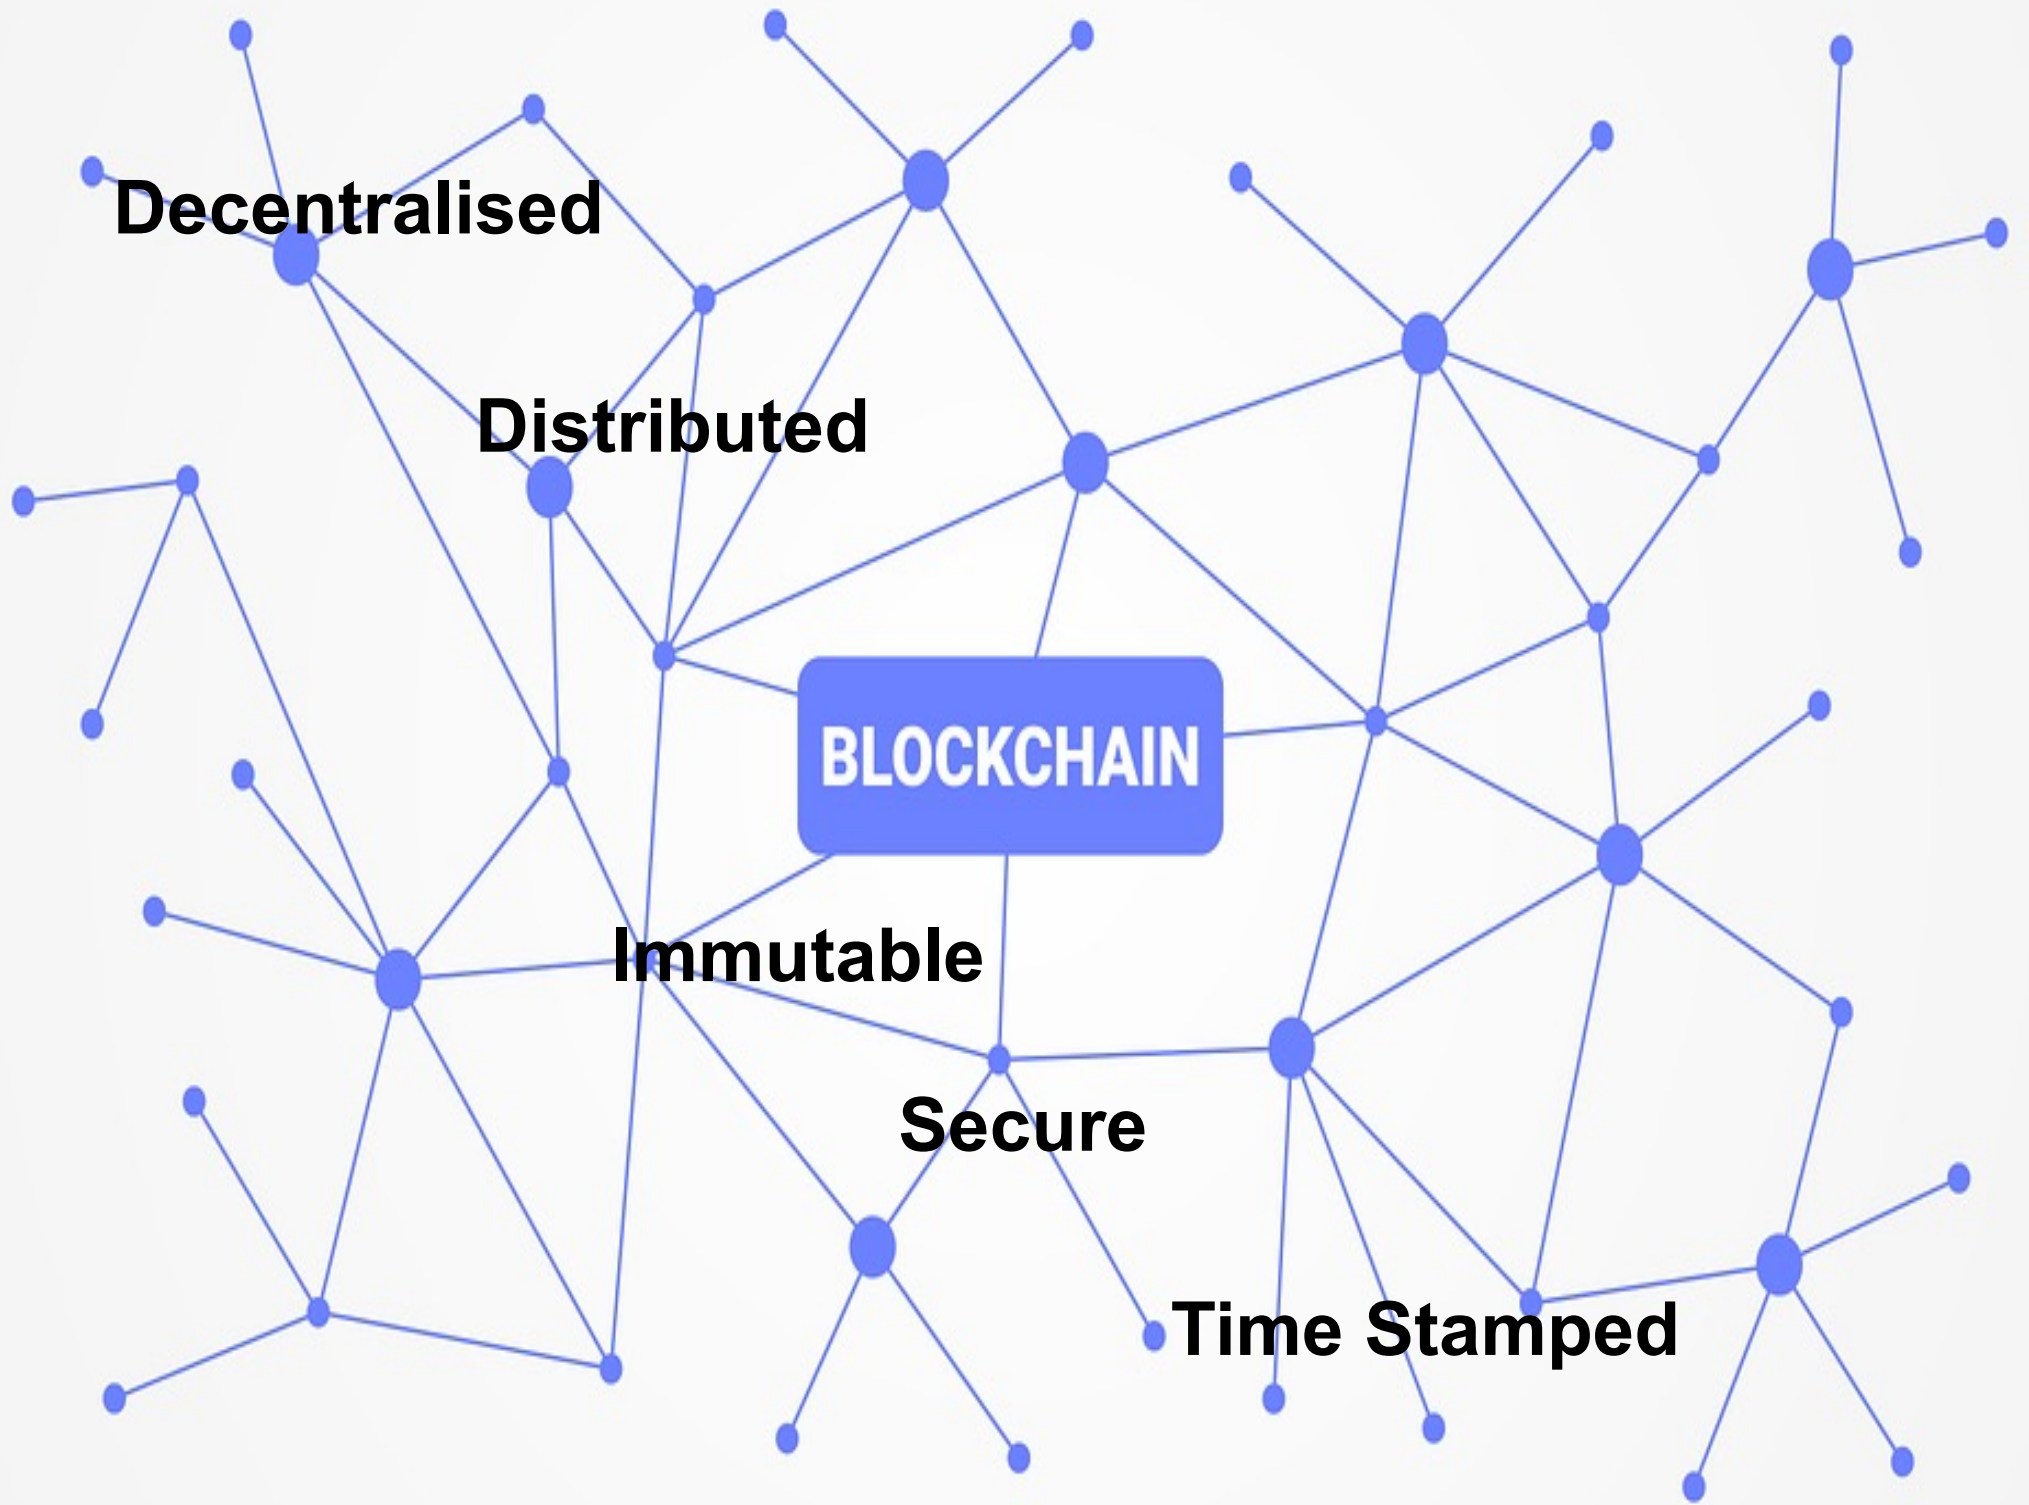 Decentralised
Distributed
BLOCKCHAIN
Immutable
Secure
Time Stamped